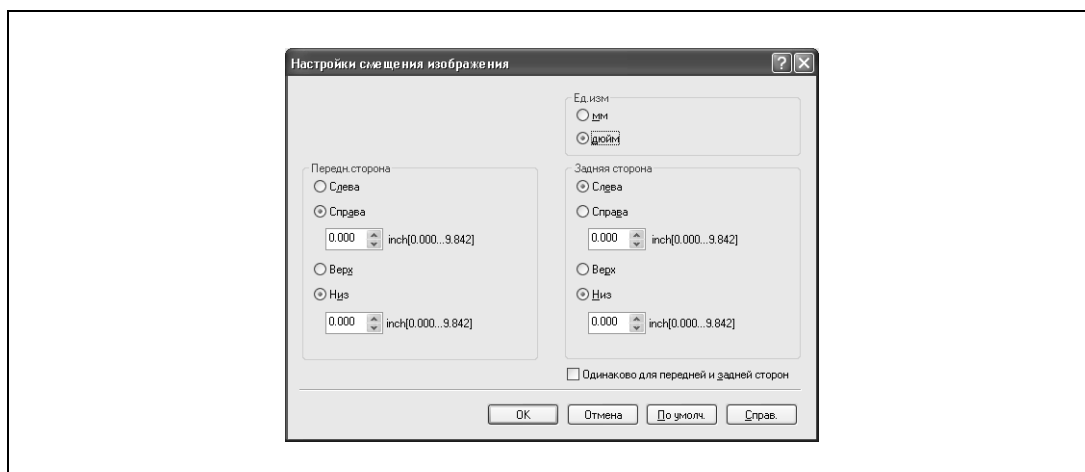 Настройки смещения изображения
Ед.изм
мм
дюйм
Передн.сторона
Слева
Справа
0.000 inch[0.000...9.842]
Верх
Низ
0.000 inch[0.000...9.842]
Задняя сторона
Слева
Справа
0.000 inch[0.000...9.842]
Верх
Низ
0.000 inch[0.000...9.842]
Одинаково для передней и задней сторон
OK Отмена По умолч. Справ.